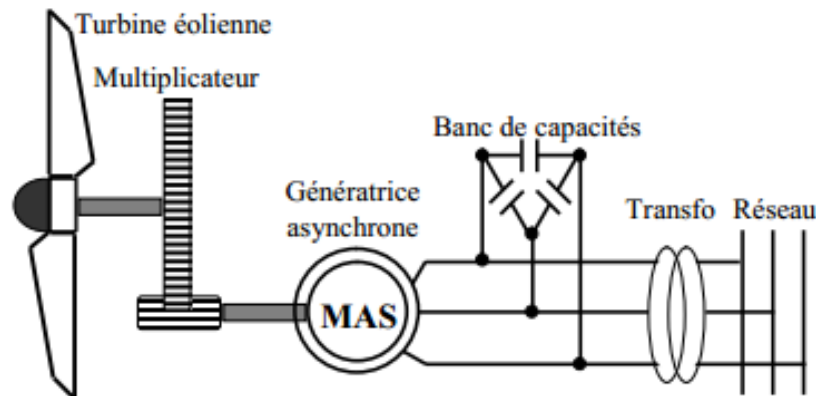 Turbine éolienne
Multiplicateur
Banc de capacités
Génératrice
asynchrone
Transfo Réseau
MAS